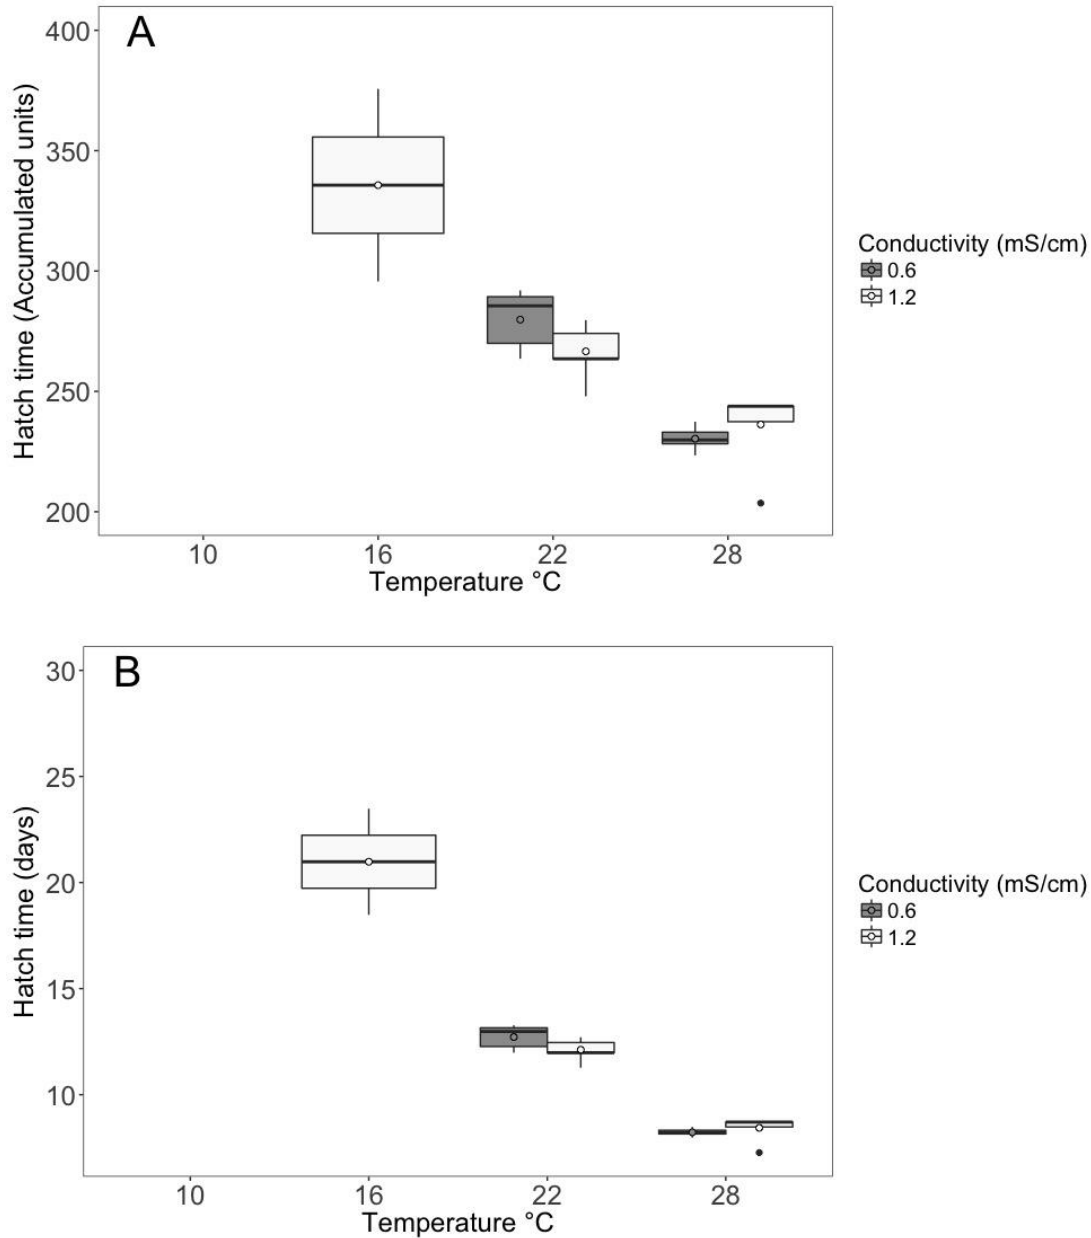 A
400
350
300
250
200
Hatch time (Accumulated units)
10 16 22 28
Temperature °C
Conductivity (mS/cm)
0.6
1.2
B
30
25
20
15
10
Hatch time (days)
10 16 22 28
Temperature °C
Conductivity (mS/cm)
0.6
1.2